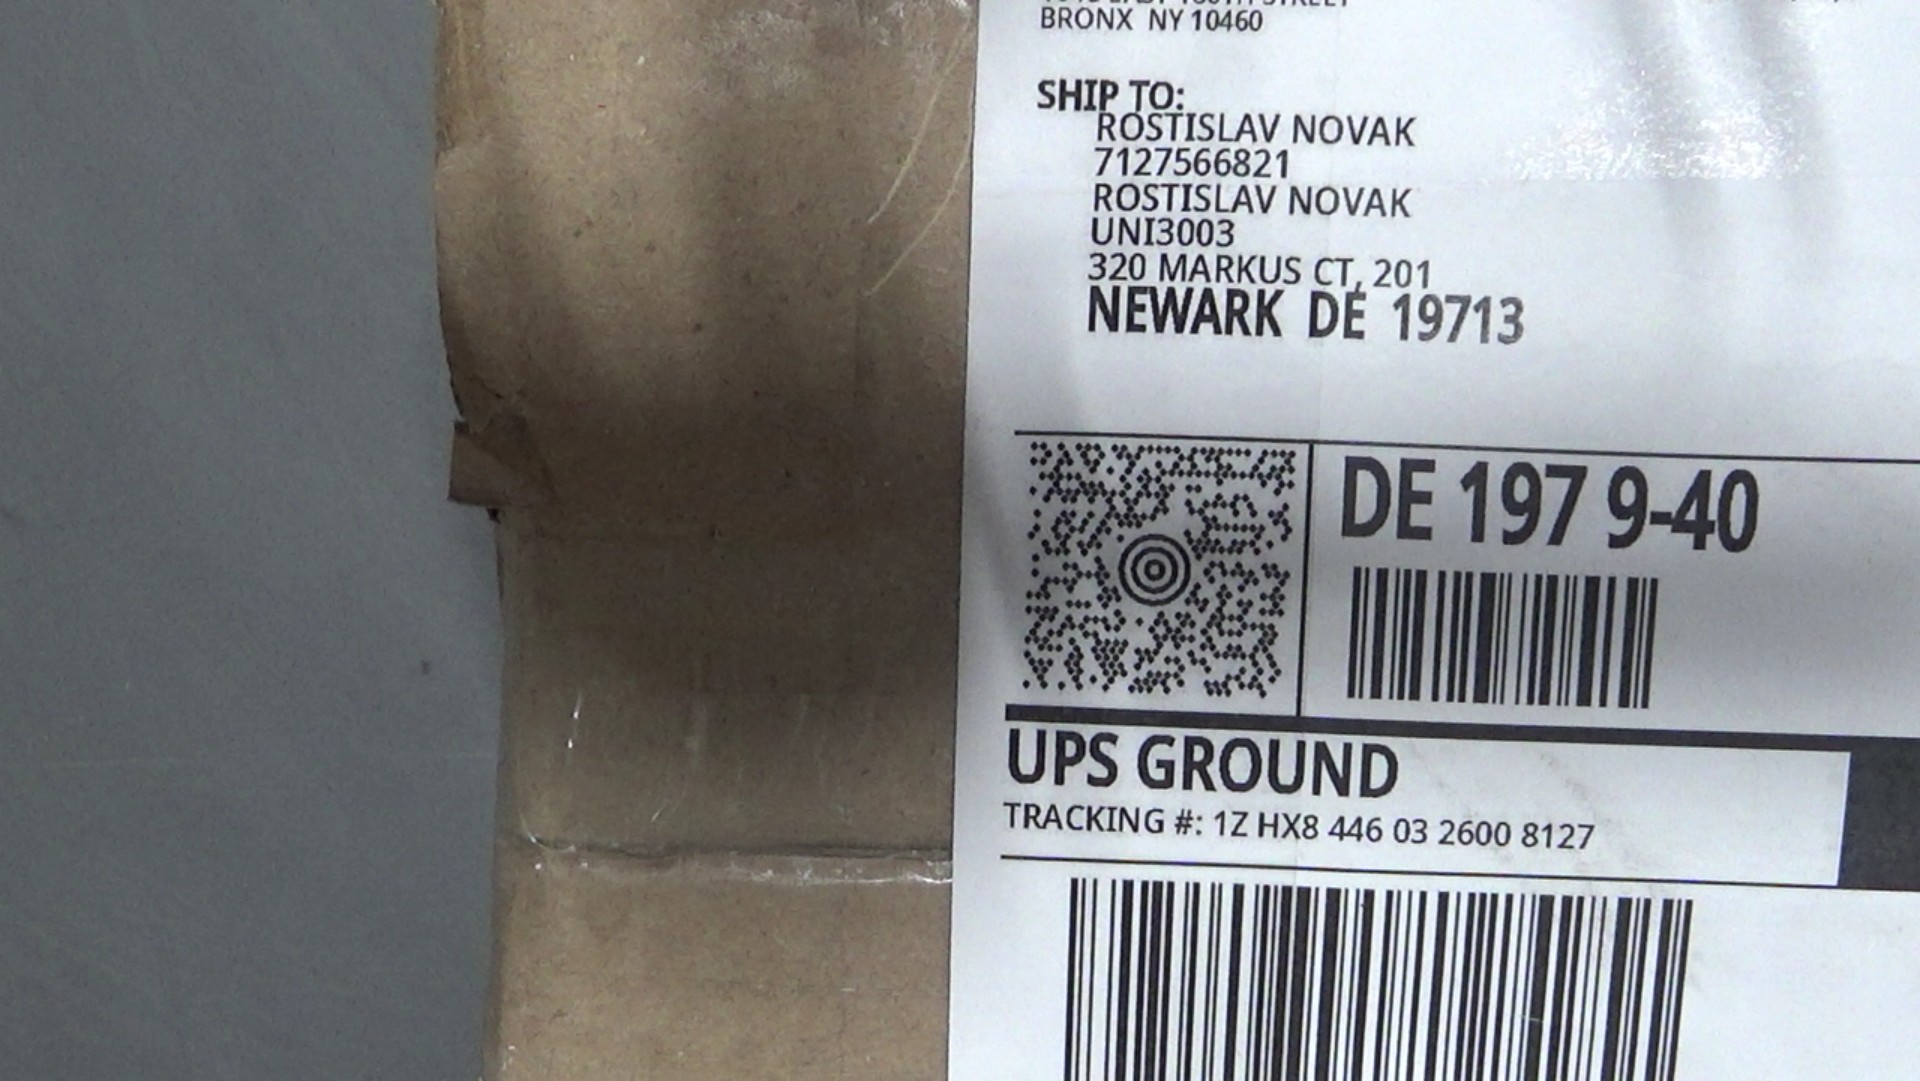 BRONX NY 10460
SHIP TO:
ROSTISLAV NOVAK
7127566821
ROSTISLAV NOVAK
UNI3003
320 MARKUS CT, 201
NEWARK DE 19713
DE 197 9-40
UPS GROUND
TRACKING #: 1Z HX8 446 03 2600 8127